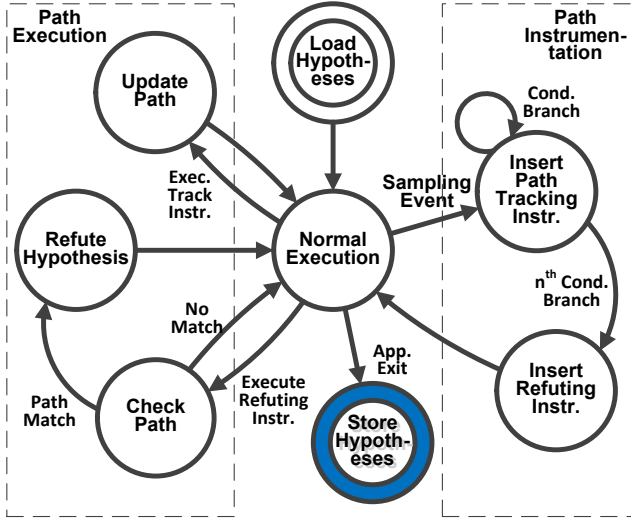 Path
Execution
Path
Instrumen-
tation
Load
Hypoth-
eses
Update
Path
Cond.
Branch
Exec.
Track
Instr.
Sampling
Event
Insert
Path
Tracking
Instr.
Refute
Hypothesis
Normal
Execution
No
Match
nth Cond.
Branch
App.
Exit
Path
Match
Check
Path
Execute
Refuting
Instr.
Insert
Refuting
Instr.
Store
Hypoth-
eses